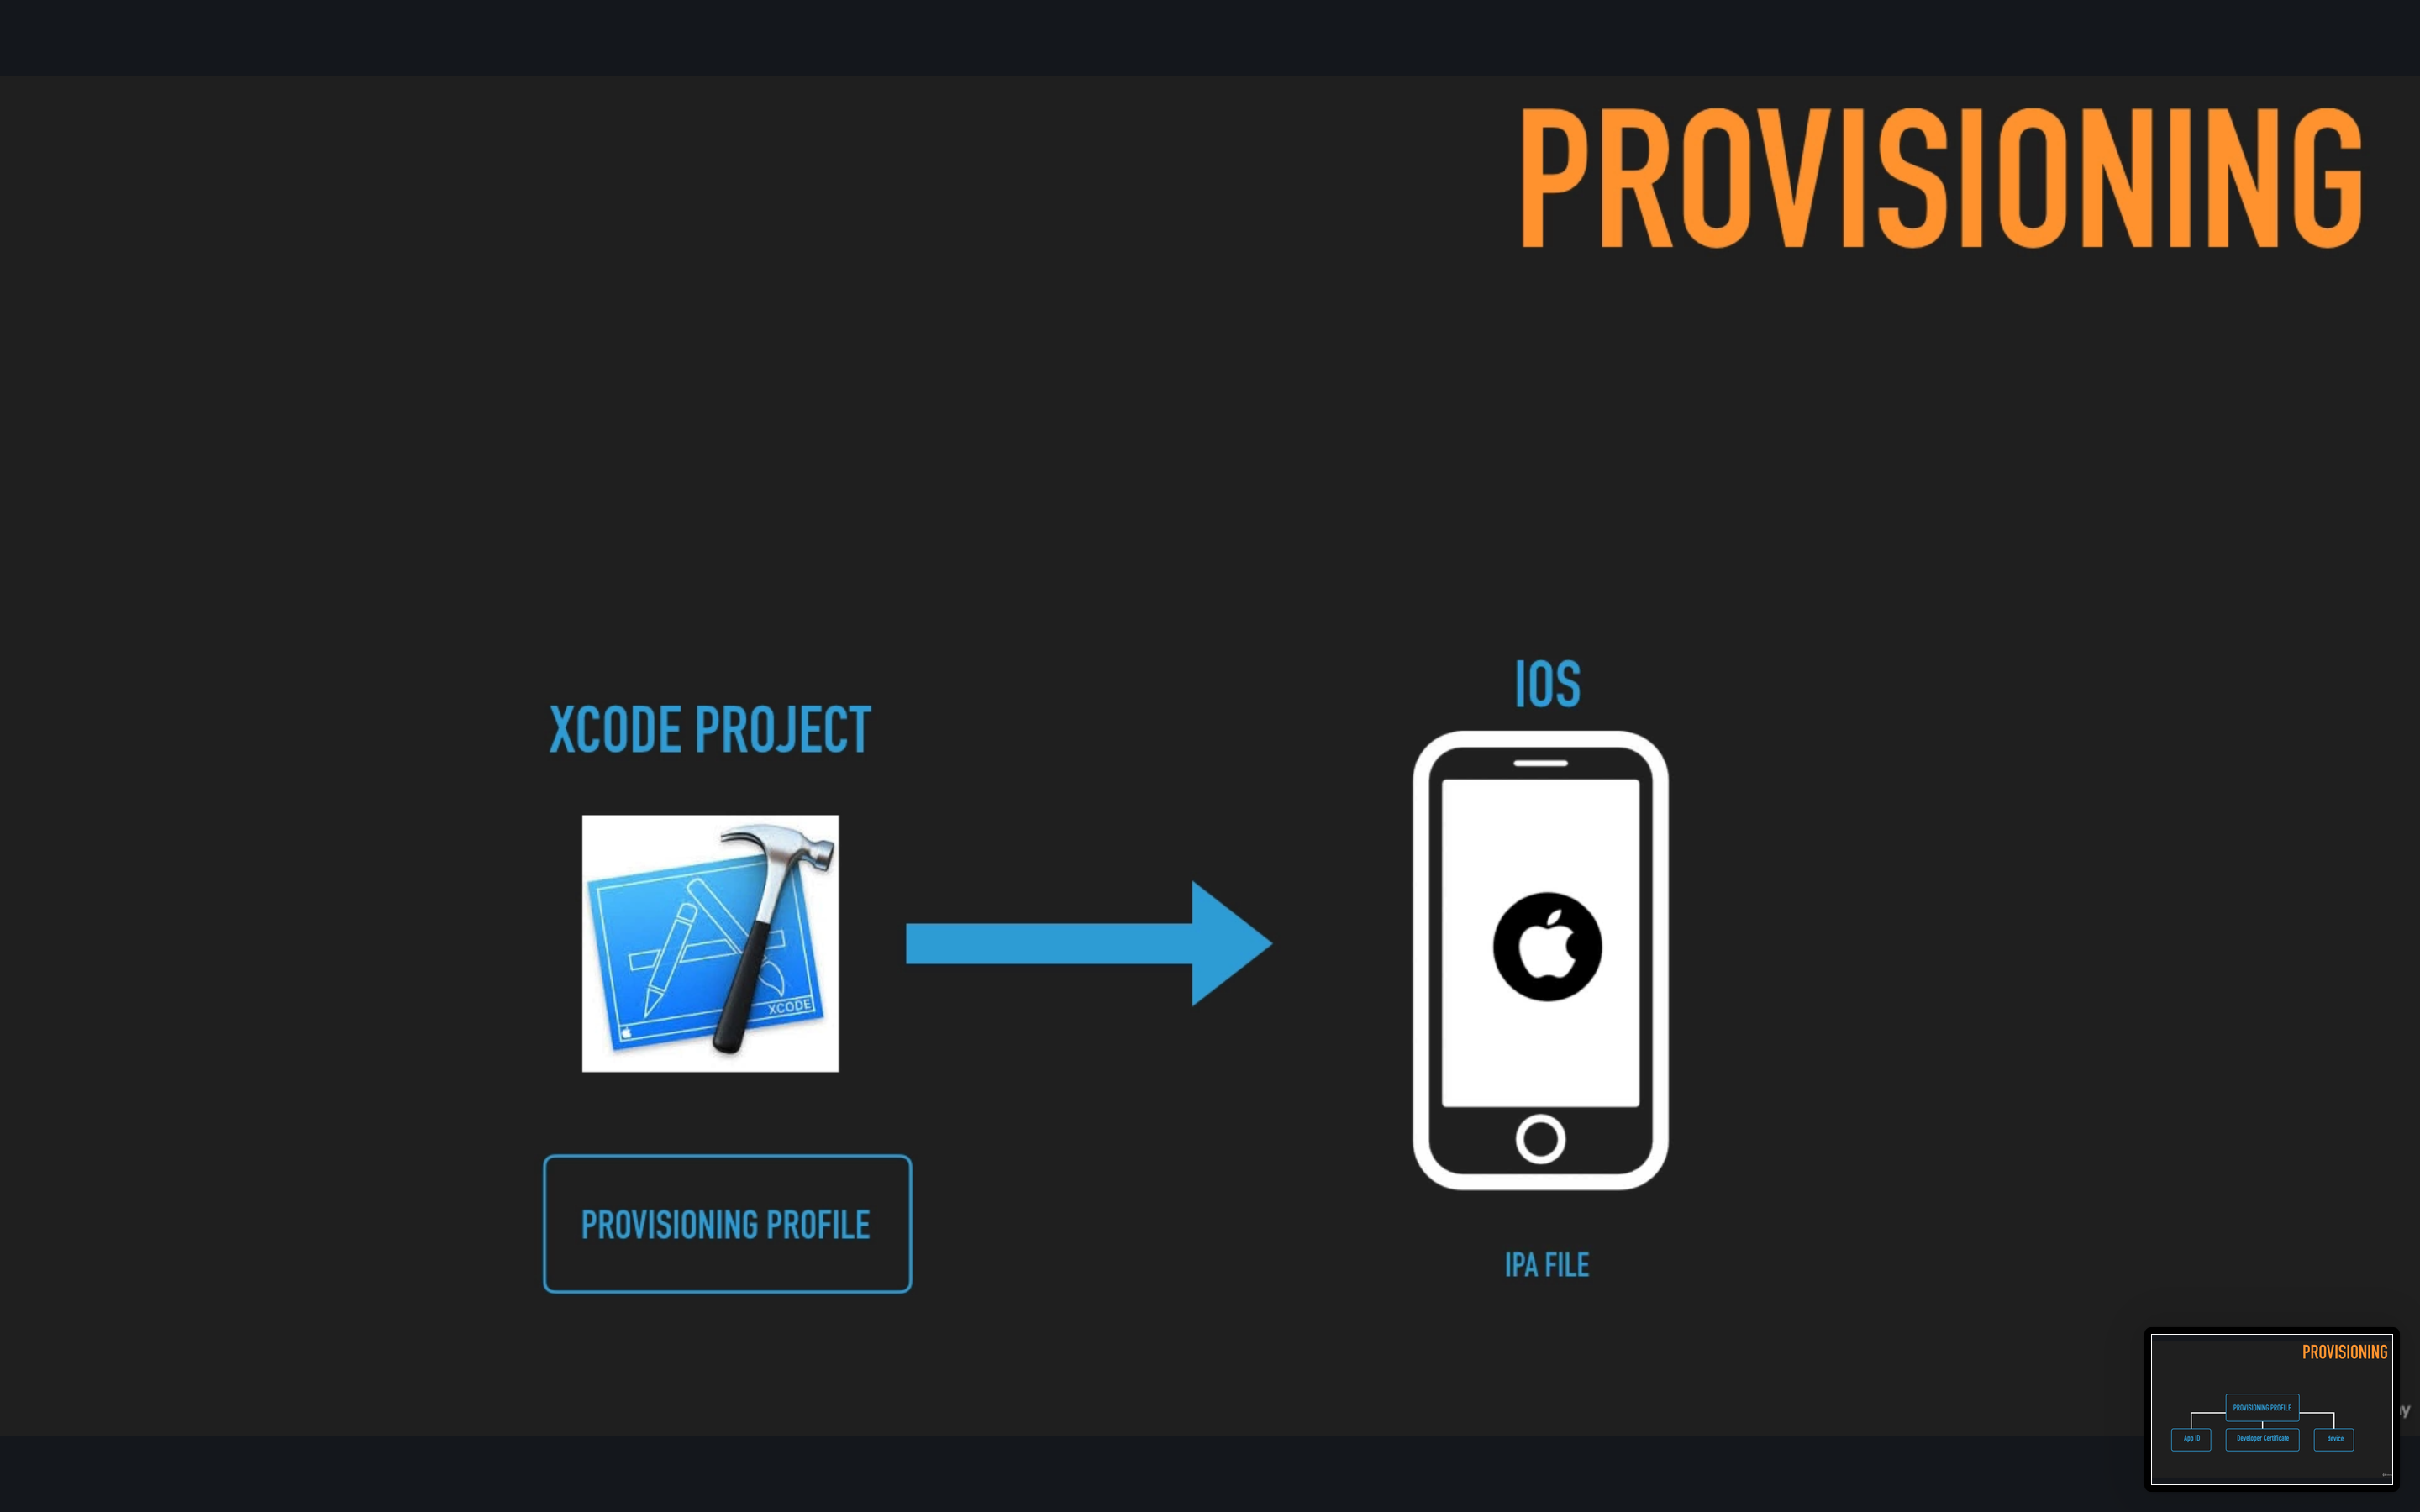 PROVISIONING
IOS
XCODE PROJECT
XCODE
PROVISIONING PROFILE
IPA FILE
PROVISIONING
PROVISIONING PROFILE
App ID
Developer Certificate
device